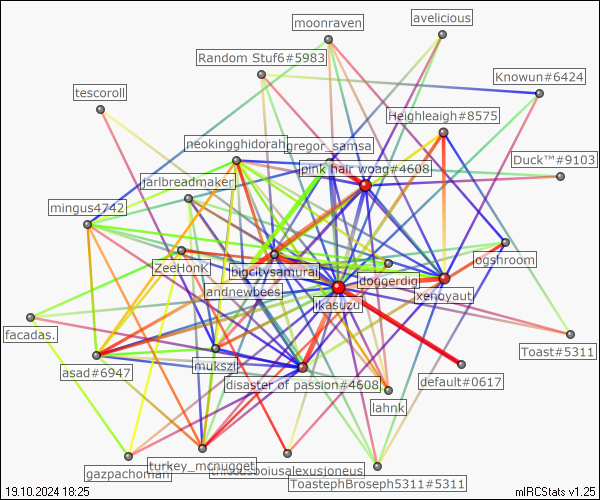 moonraven
avelicious
Random Stuf6#5983
Knowun#6424
tescoroll
Heighleaigh#8575
neokingghidorah
gregor_samsa
Duck™#9103
pink hair woag#4608
jarlbreadmaker
mingus4742
ogshroom
ZeeHonK
bigcitysamurai
doggerdig
andnewbees
xenoyaut
ikasuzu
facadas.
Toast#5311
asad#6947
mukszi
disaster of passion#4608
default#0617
lahnk
gazpachoman
turkey_mcnugget
ToastephBroseph5311#5311
19.10.2024 18:25
mIRCStats v1.25